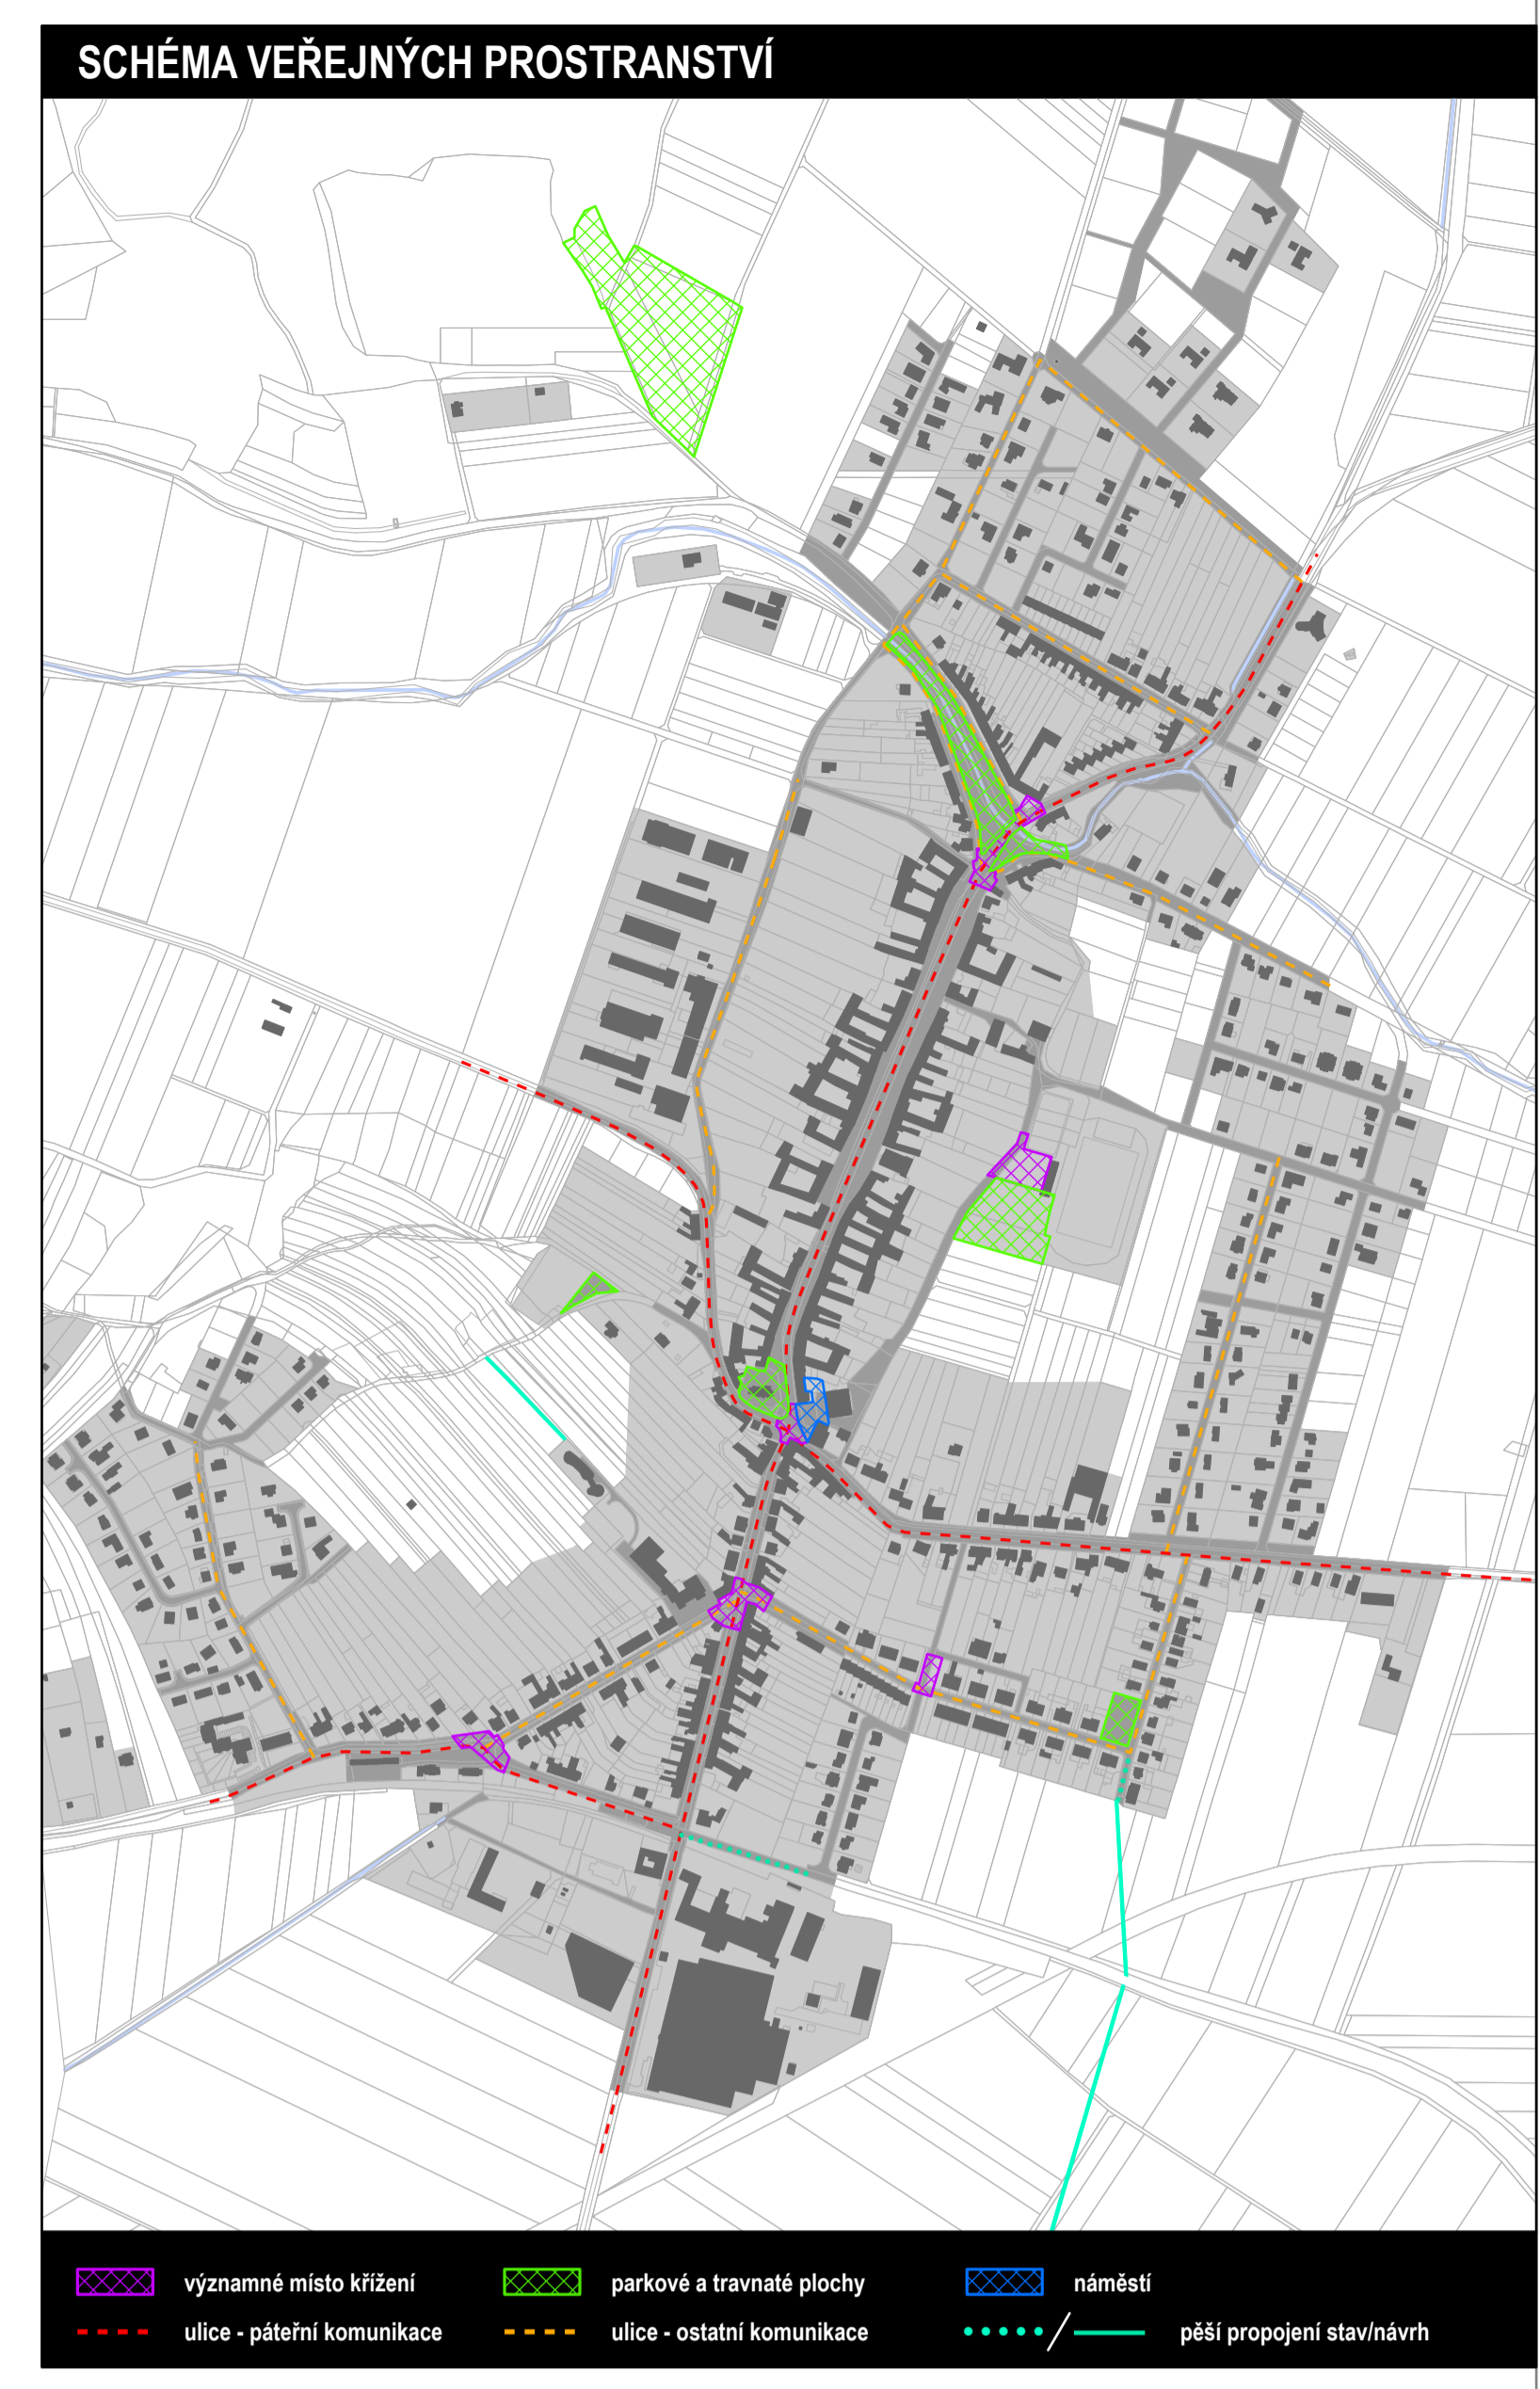 SCHÉMA VEŘEJNÝCH PROSTRANSTVÍ
významné místo křížení
parkové a travnaté plochy
náměstí
ulice - páteřní komunikace
ulice - ostatní komunikace
pěší propojení stav/návrh